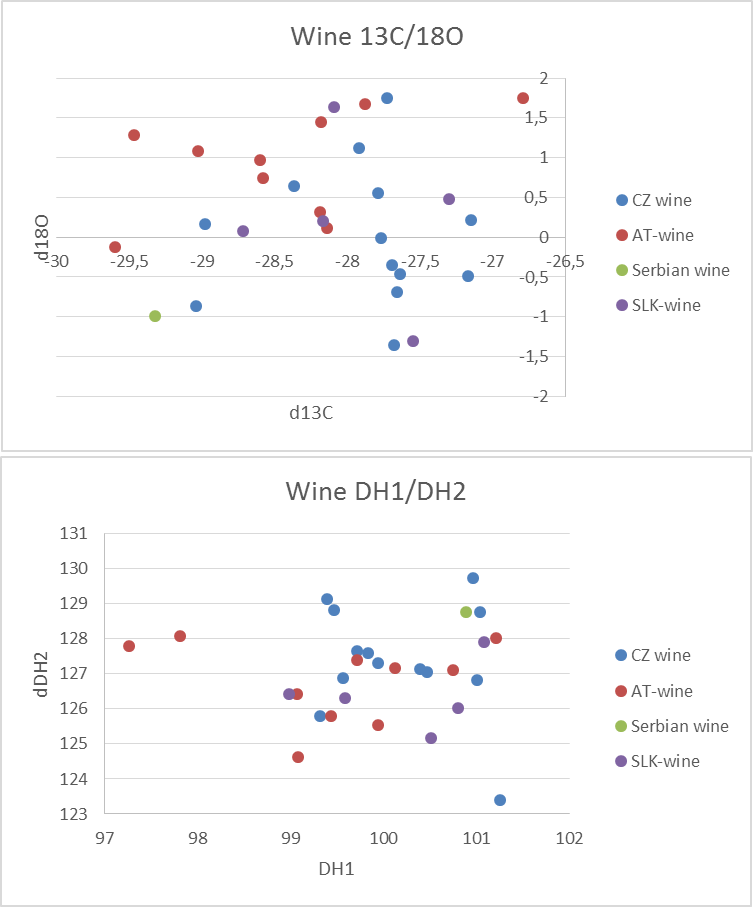 Wine 13C/18O
2
1,5
1
0,5
0
-0,5
-1
-1,5
-2
-30 -29,5 -29 -28,5 -28 -27,5 -27 -26,5
d18O
d13C
CZ wine
AT-wine
Serbian wine
SLK-wine
Wine DH1/DH2
131
130
129
128
127
126
125
124
123
97 98 99 100 101 102
dDH2
DH1
CZ wine
AT-wine
Serbian wine
SLK-wine